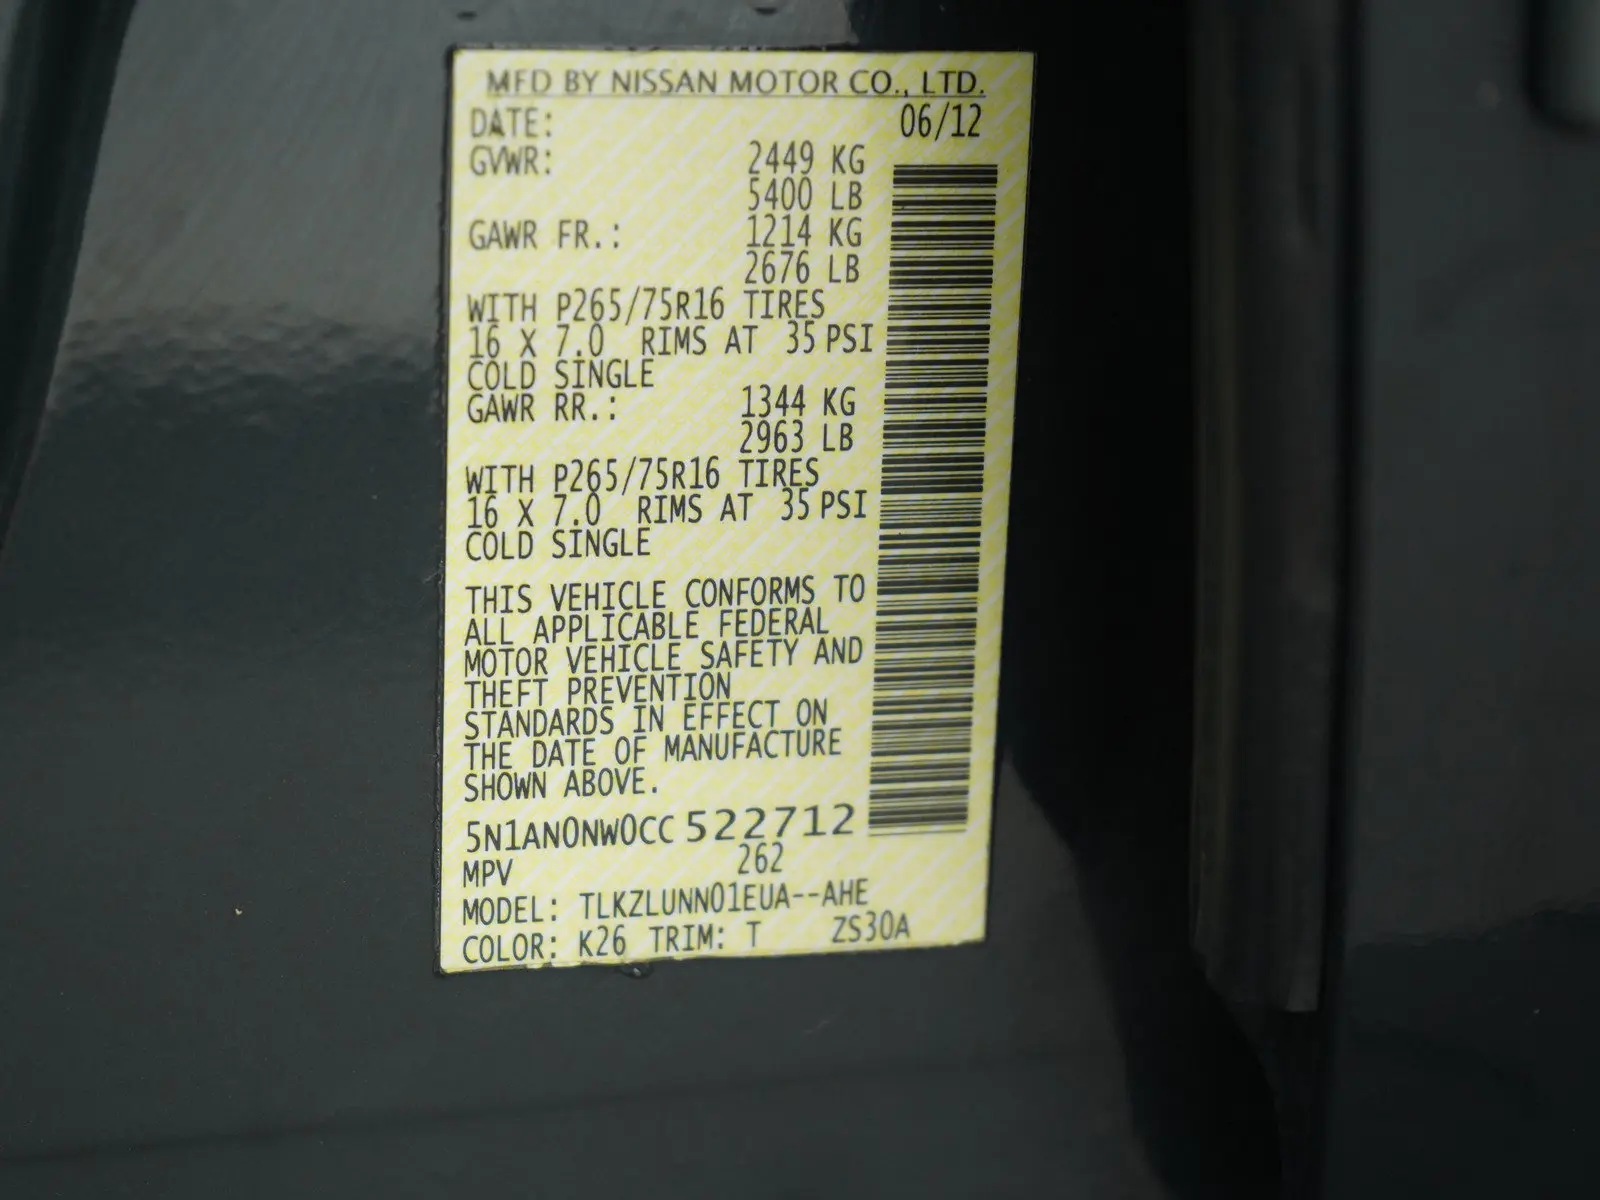 MFD BY NISSAN MOTOR CO., LTD.
DATE: 06/12
GVWR: 2449 KG
5400 LB
GAWR FR.: 1214 KG
2676 LB
WITH P265/75R16 TIRES
16 X 7.0 RIMS AT 35 PSI
COLD SINGLE
GAWR RR.: 1344 KG
2963 LB
WITH P265/75R16 TIRES
16 X 7.0 RIMS AT 35 PSI
COLD SINGLE
THIS VEHICLE CONFORMS TO
ALL APPLICABLE FEDERAL
MOTOR VEHICLE SAFETY AND
THEFT PREVENTION
STANDARDS IN EFFECT ON
THE DATE OF MANUFACTURE
SHOWN ABOVE.
5N1AN0NW0CC 522712
MPV 262
MODEL: TLKZLUNN01EUA--AHE
COLOR: K26 TRIM: T ZS30A